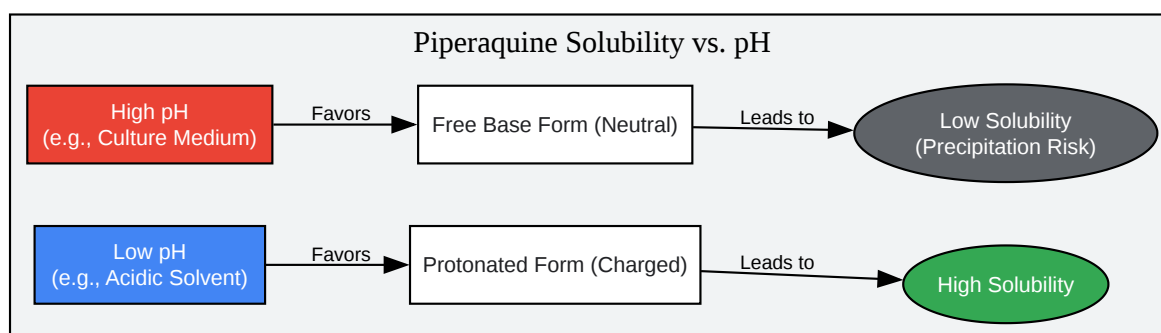 Piperaquine Solubility vs. pH
High pH
(e.g., Culture Medium)
Favors
Free Base Form (Neutral)
Leads to
Low Solubility
(Precipitation Risk)
Low pH
(e.g., Acidic Solvent)
Favors
Protonated Form (Charged)
Leads to
High Solubility